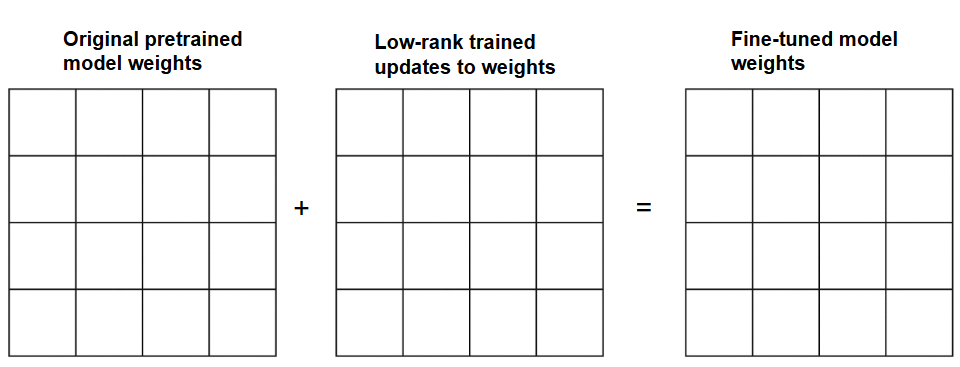 Original pretrained
model weights
Low-rank trained
updates to weights
Fine-tuned model
weights
+
=